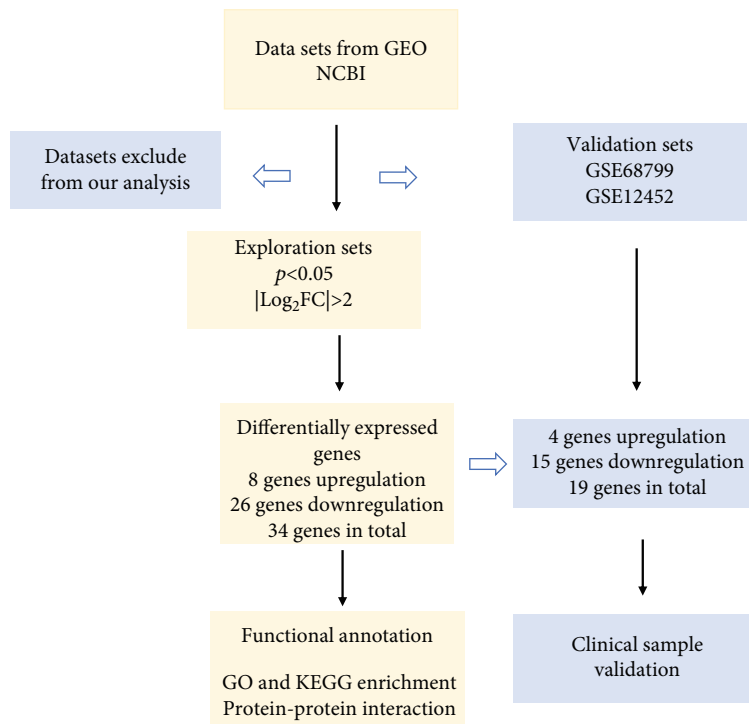 Data sets from GEO
NCBI
Datasets exclude
from our analysis
Validation sets
GSE68799
GSE12452
Exploration sets
p<0.05
|Log₂FC|>2
Differentially expressed
genes
8 genes upregulation
26 genes downregulation
34 genes in total
4 genes upregulation
15 genes downregulation
19 genes in total
Functional annotation
GO and KEGG enrichment
Protein-protein interaction
Clinical sample
validation